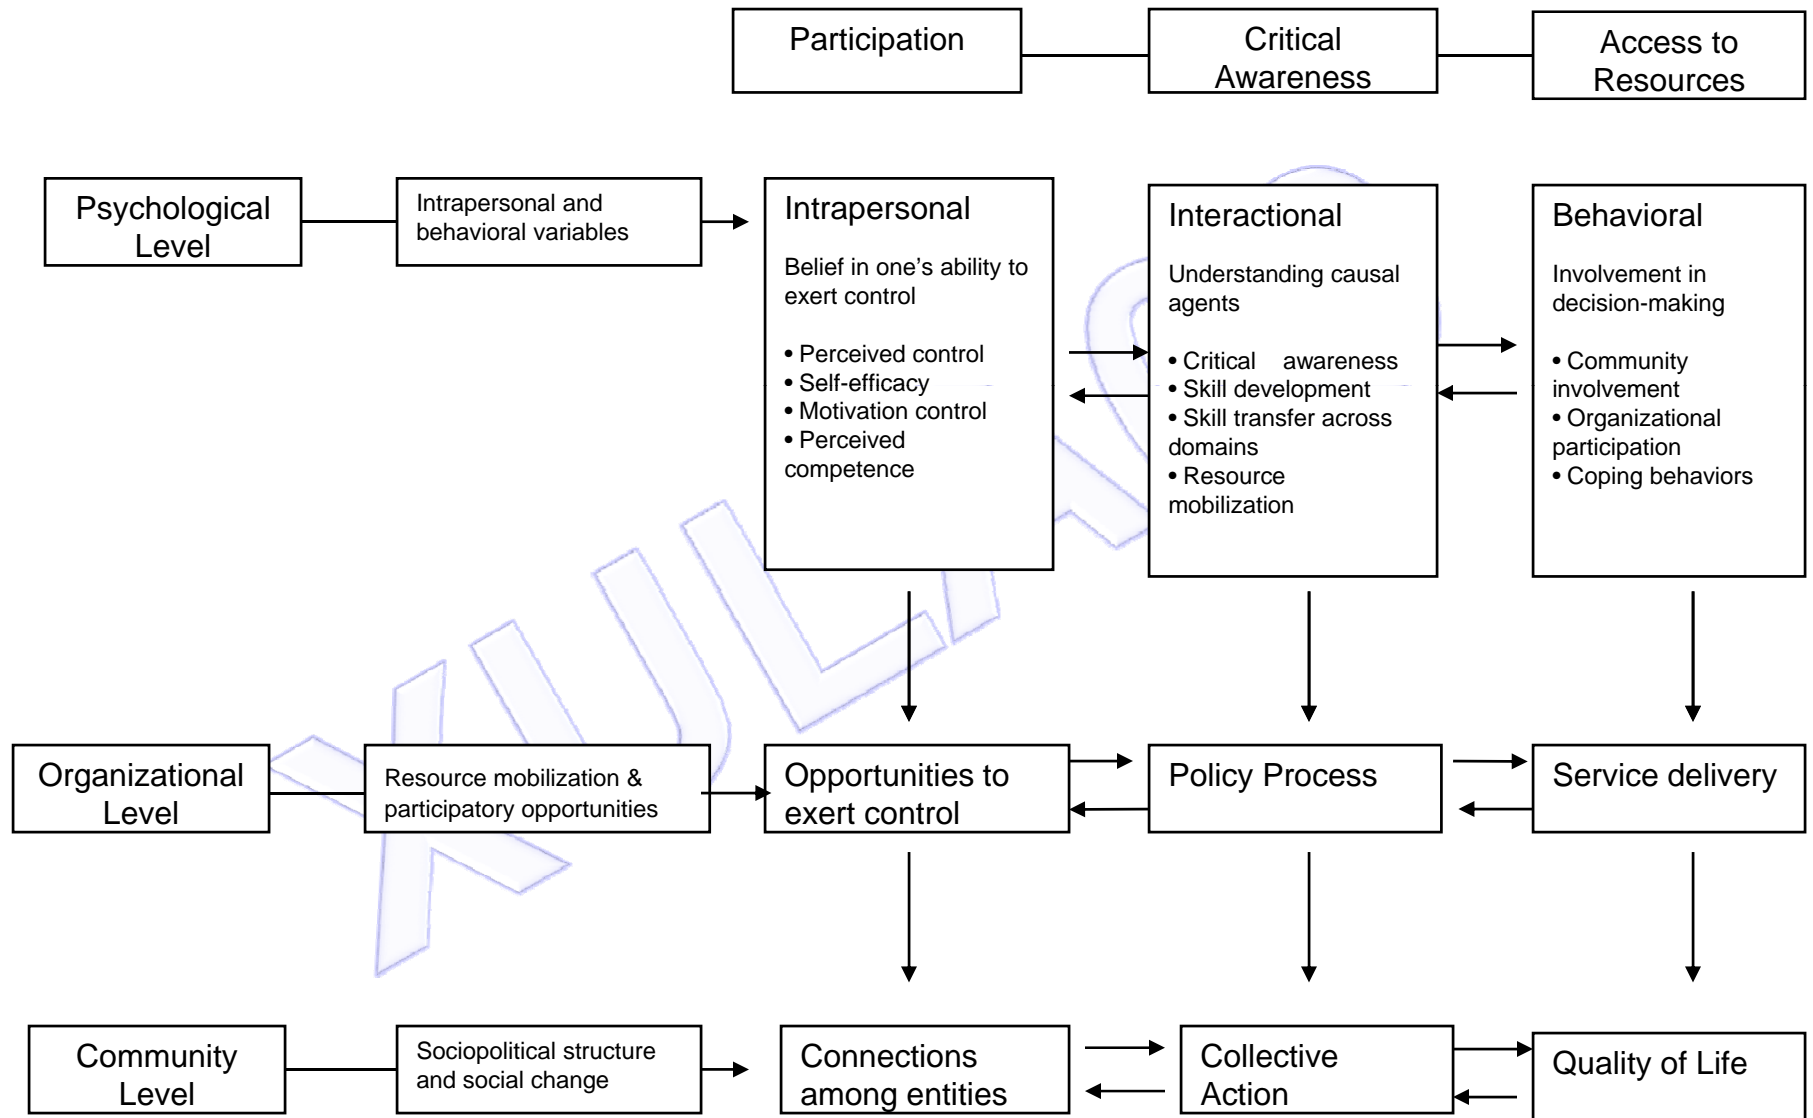 Participation
Critical
Awareness
Access to
Resources
Psychological
Level
Intrapersonal and
behavioral variables
Intrapersonal
Belief in one’s ability to
exert control
• Perceived control
• Self-efficacy
• Motivation control
• Perceived
competence
Interactional
Understanding causal
agents
• Critical awareness
• Skill development
• Skill transfer across
domains
• Resource
mobilization
Behavioral
Involvement in
decision-making
• Community
involvement
• Organizational
participation
• Coping behaviors
Organizational
Level
Resource mobilization &
participatory opportunities
Opportunities to
exert control
Policy Process
Service delivery
Community
Level
Sociopolitical structure
and social change
Connections
among entities
Collective
Action
Quality of Life